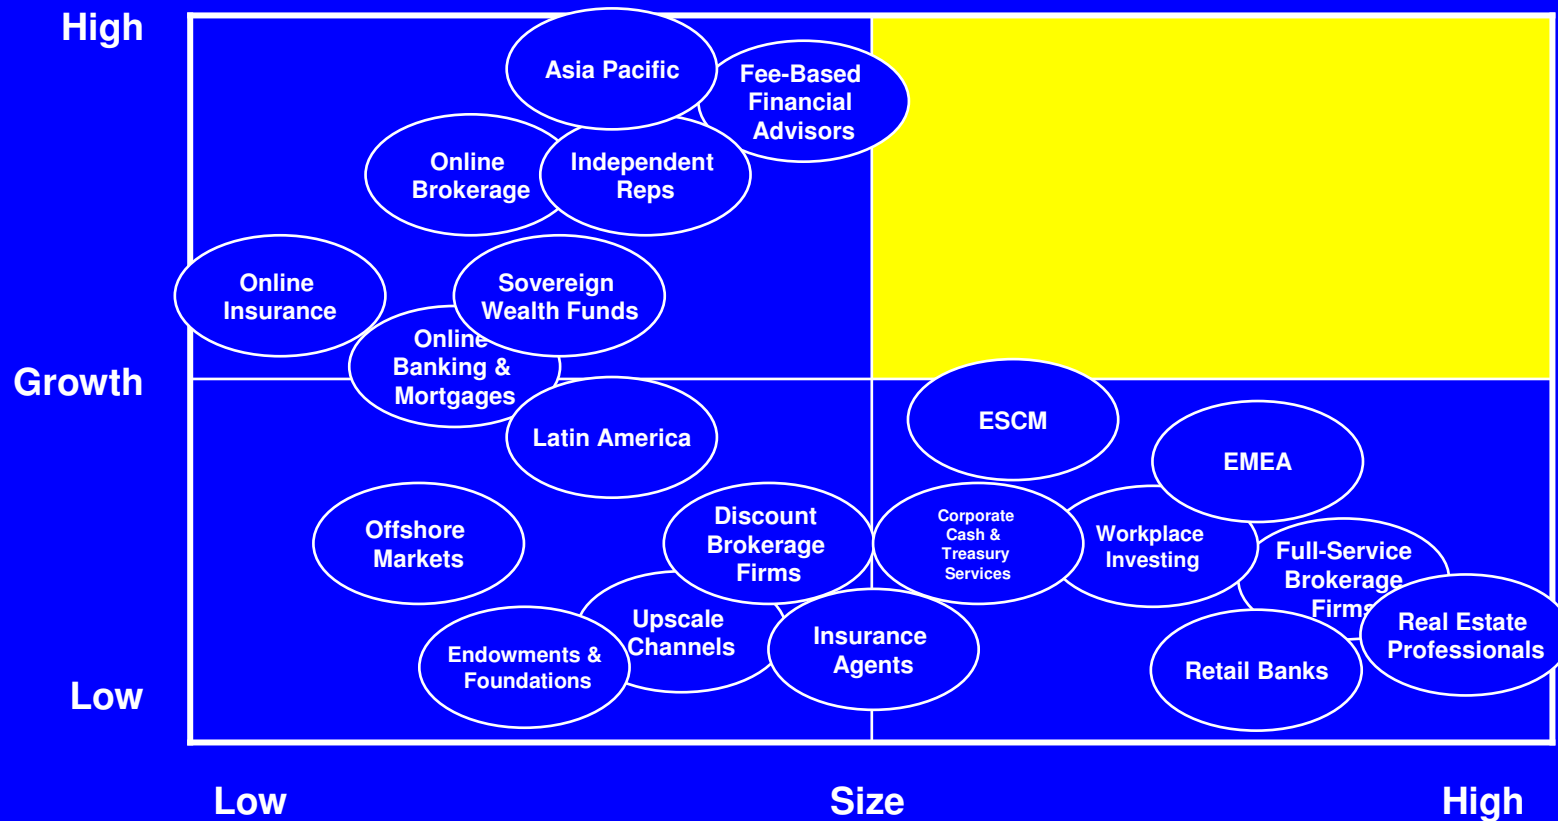 High
Asia Pacific
Fee-Based
Financial
Advisors
Online
Brokerage
Independent
Reps
Online
Insurance
Sovereign
Wealth Funds
Online
Banking &
Mortgages
Growth
Latin America
ESCM
EMEA
Offshore
Markets
Discount
Brokerage
Firms
Corporate
Cash &
Treasury
Services
Workplace
Investing
Full-Service
Brokerage
Firms
Real Estate
Professionals
Endowments &
Foundations
Upscale
Channels
Insurance
Agents
Retail Banks
Low
Low
Size
High